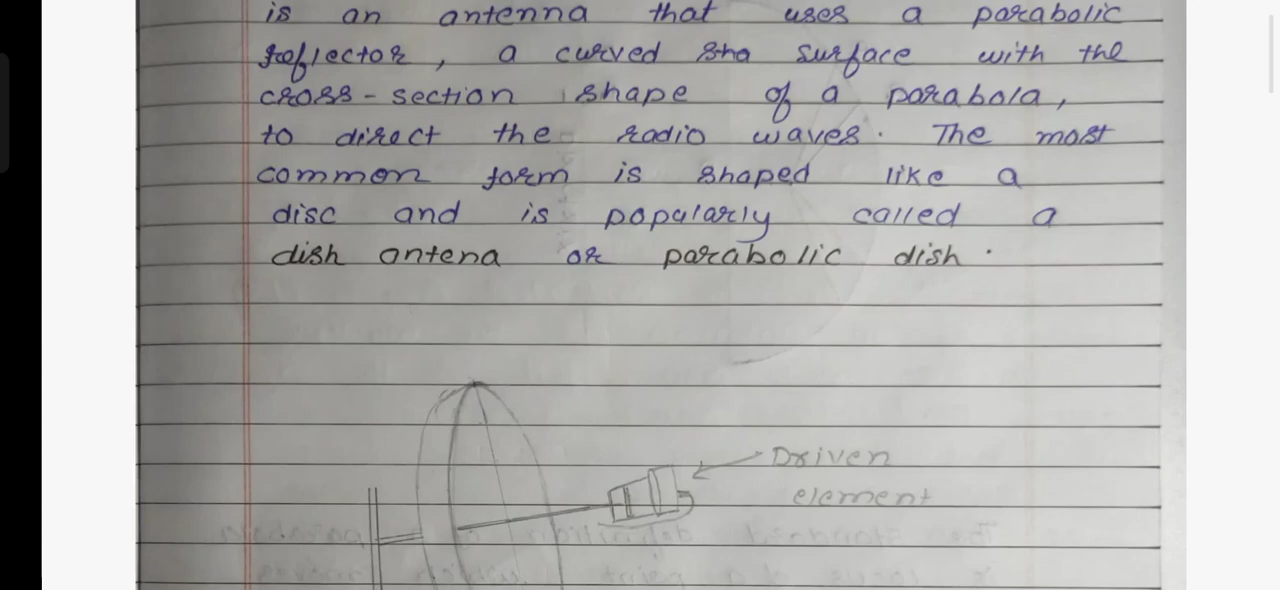 is an antenna that uses a parabolic
reflector, a curved sha surface with the
cross-section shape of a parabola,
to direct the radio waves. The most
common form is shaped like a
disc and is popularly called a
dish antena or parabolic dish.
Driven
element